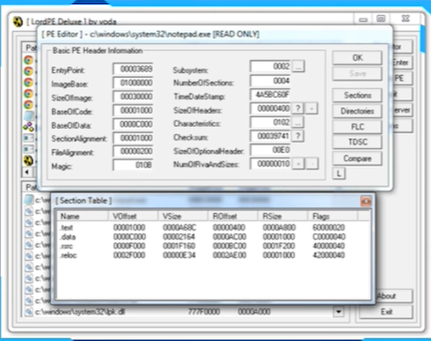 [ LordPE Deluxe ] by yoda
[ PE Editor ] - c:\windows\system32\notepad.exe [READ ONLY]
Basic PE Header Information
EntryPoint: 00003689 Subsystem: 0002 ...
ImageBase: 01000000 NumberOfSections: 0004
SizeOfImage: 00030000 TimeDateStamp: 4A5BC60F
BaseOfCode: 00001000 SizeOfHeaders: 00000400 ? +
BaseOfData: 0000C000 Characteristics: 0102 ...
SectionAlignment: 00001000 Checksum: 00039741 ?
FileAlignment: 00000200 SizeOfOptionalHeader: 00E0
Magic: 010B NumOfRvaAndSizes: 00000010 + -
OK
Save
Sections
Directories
FLC
TDSC
Compare
L
Enter
PE
[ Section Table ]
Name VOffset VSize ROffset RSize Flags
.text 00001000 0000A68C 00000400 0000A800 60000020
.data 0000C000 00002164 0000AC00 00001000 C0000040
.rsrc 0000F000 0001F160 0000BC00 0001F200 40000040
.reloc 0002F000 00000E34 0002AE00 00001000 42000040
About
c:\windows\system32\lpk.dll 777F0000 0000A000
Exit